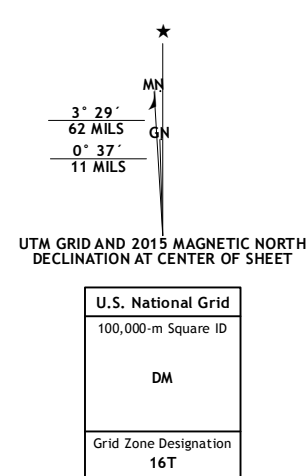 MN
3° 29´
62 MILS
GN
0° 37´
11 MILS
UTM GRID AND 2015 MAGNETIC NORTH
DECLINATION AT CENTER OF SHEET
U.S. National Grid
100,000-m Square ID
DM
Grid Zone Designation
16T